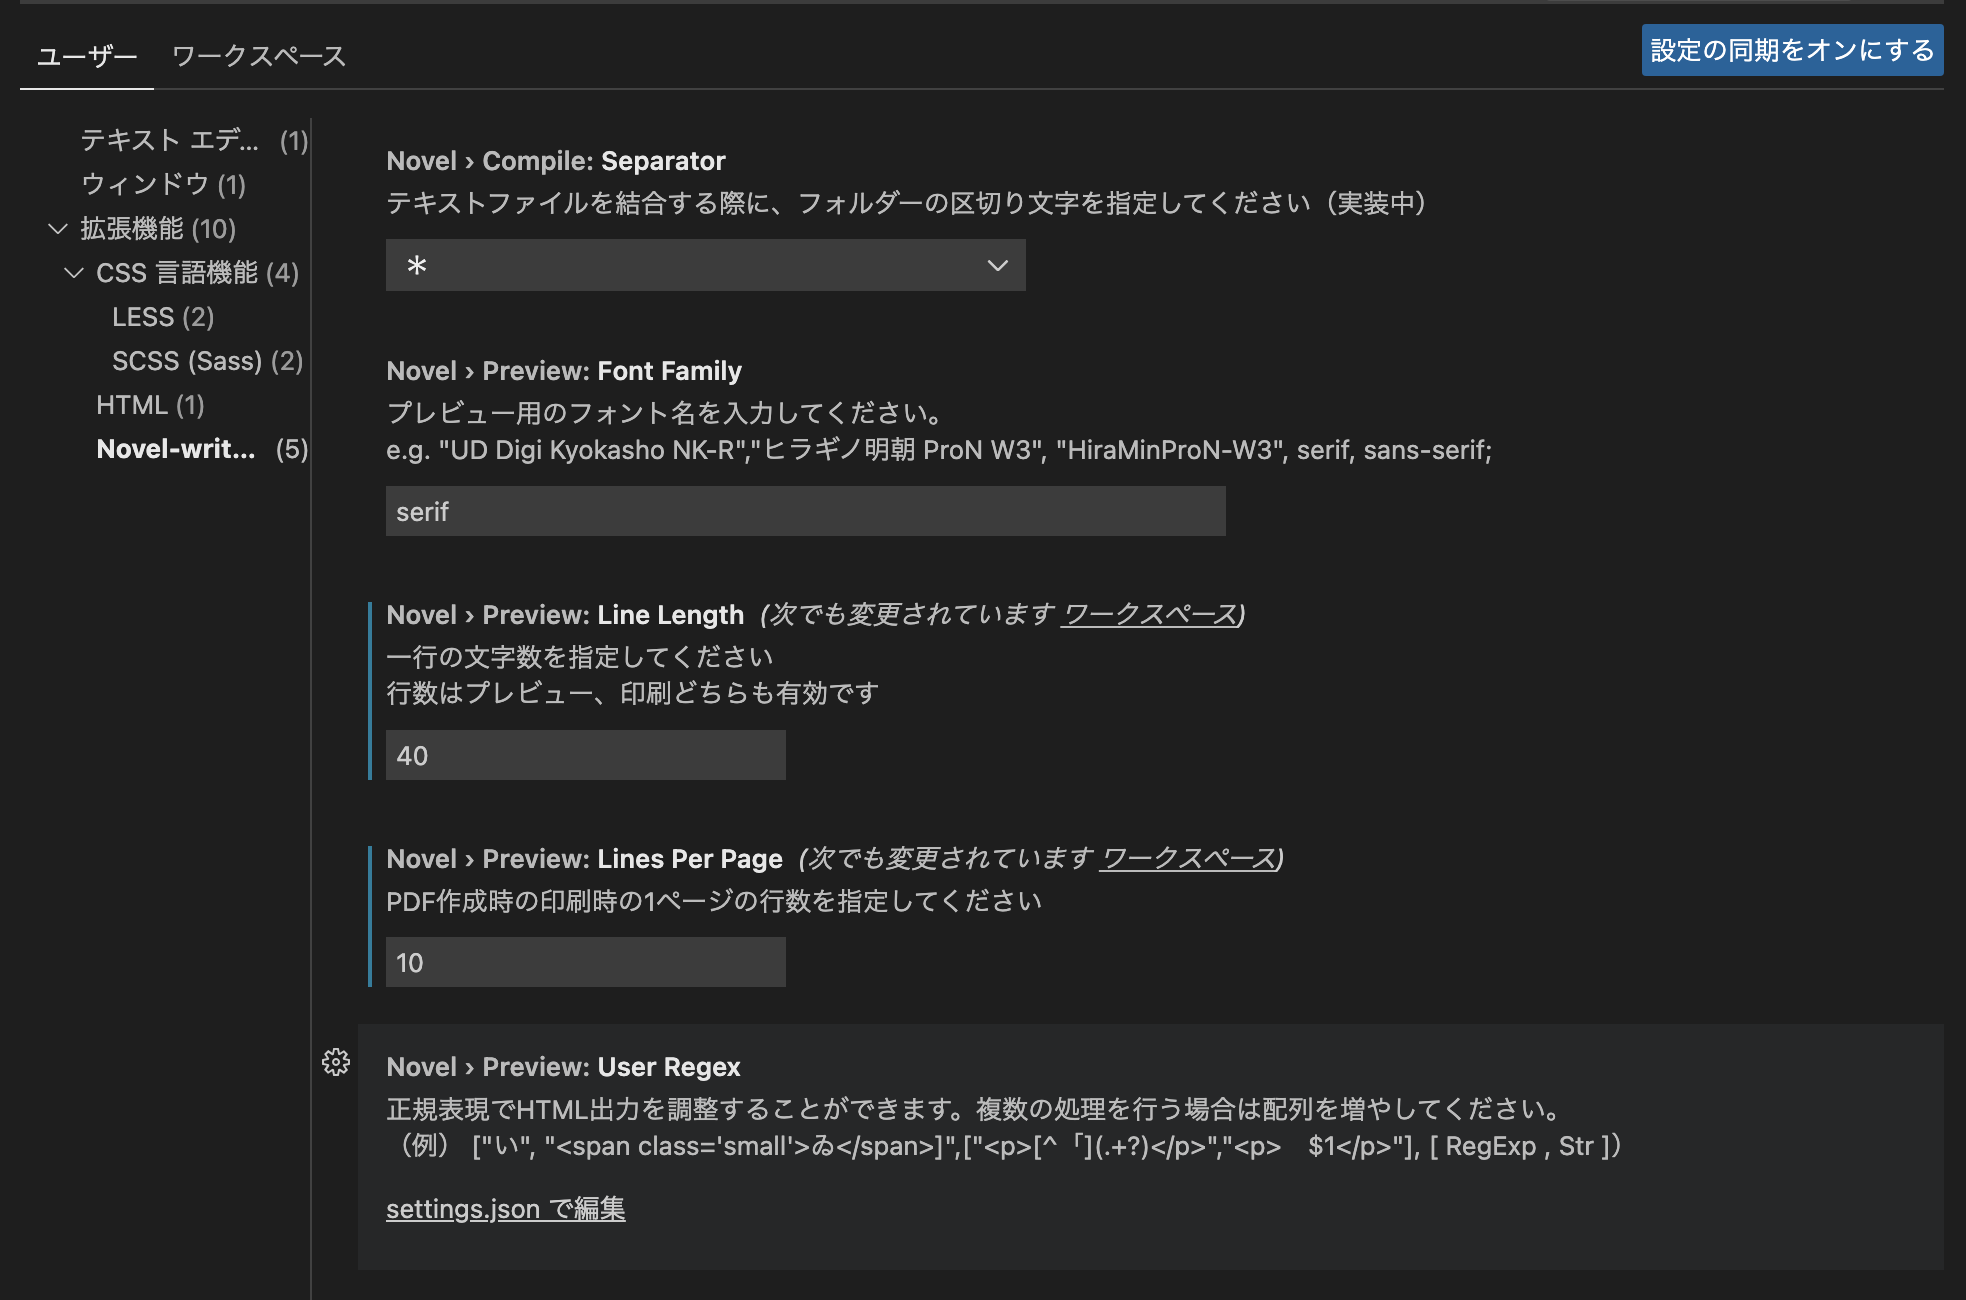 ユーザー ワークスペース
設定の同期をオンにする
テキスト エデ... (1)
ウィンドウ (1)
拡張機能 (10)
CSS 言語機能 (4)
LESS (2)
SCSS (Sass) (2)
HTML (1)
Novel-writ... (5)
Novel › Compile: Separator
テキストファイルを結合する際に、フォルダーの区切り文字を指定してください（実装中）
*
Novel › Preview: Font Family
プレビュー用のフォント名を入力してください。
e.g. "UD Digi Kyokasho NK-R","ヒラギノ明朝 ProN W3", "HiraMinProN-W3", serif, sans-serif;
serif
Novel › Preview: Line Length (次でも変更されています ワークスペース)
一行の文字数を指定してください
行数はプレビュー、印刷どちらも有効です
40
Novel › Preview: Lines Per Page (次でも変更されています ワークスペース)
PDF作成時の印刷時の1ページの行数を指定してください
10
Novel › Preview: User Regex
正規表現でHTML出力を調整することができます。複数の処理を行う場合は配列を増やしてください。
（例） ["い", "<span class='small'>ゐ</span>]",["<p>[^「](.+?)</p>","<p>　$1</p>"], [ RegExp , Str ]）
settings.json で編集